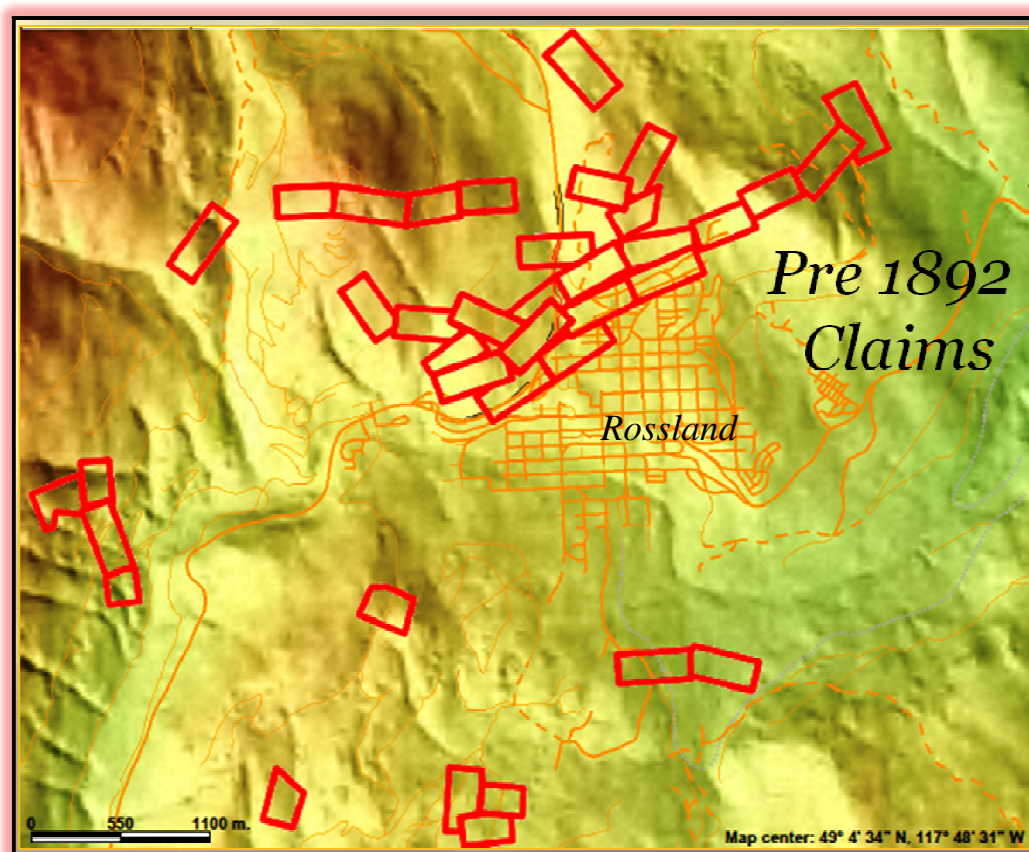 Pre 1892
Claims
Rossland
0 550 1100 m.
Map center: 49° 4' 34" N, 117° 48' 31" W